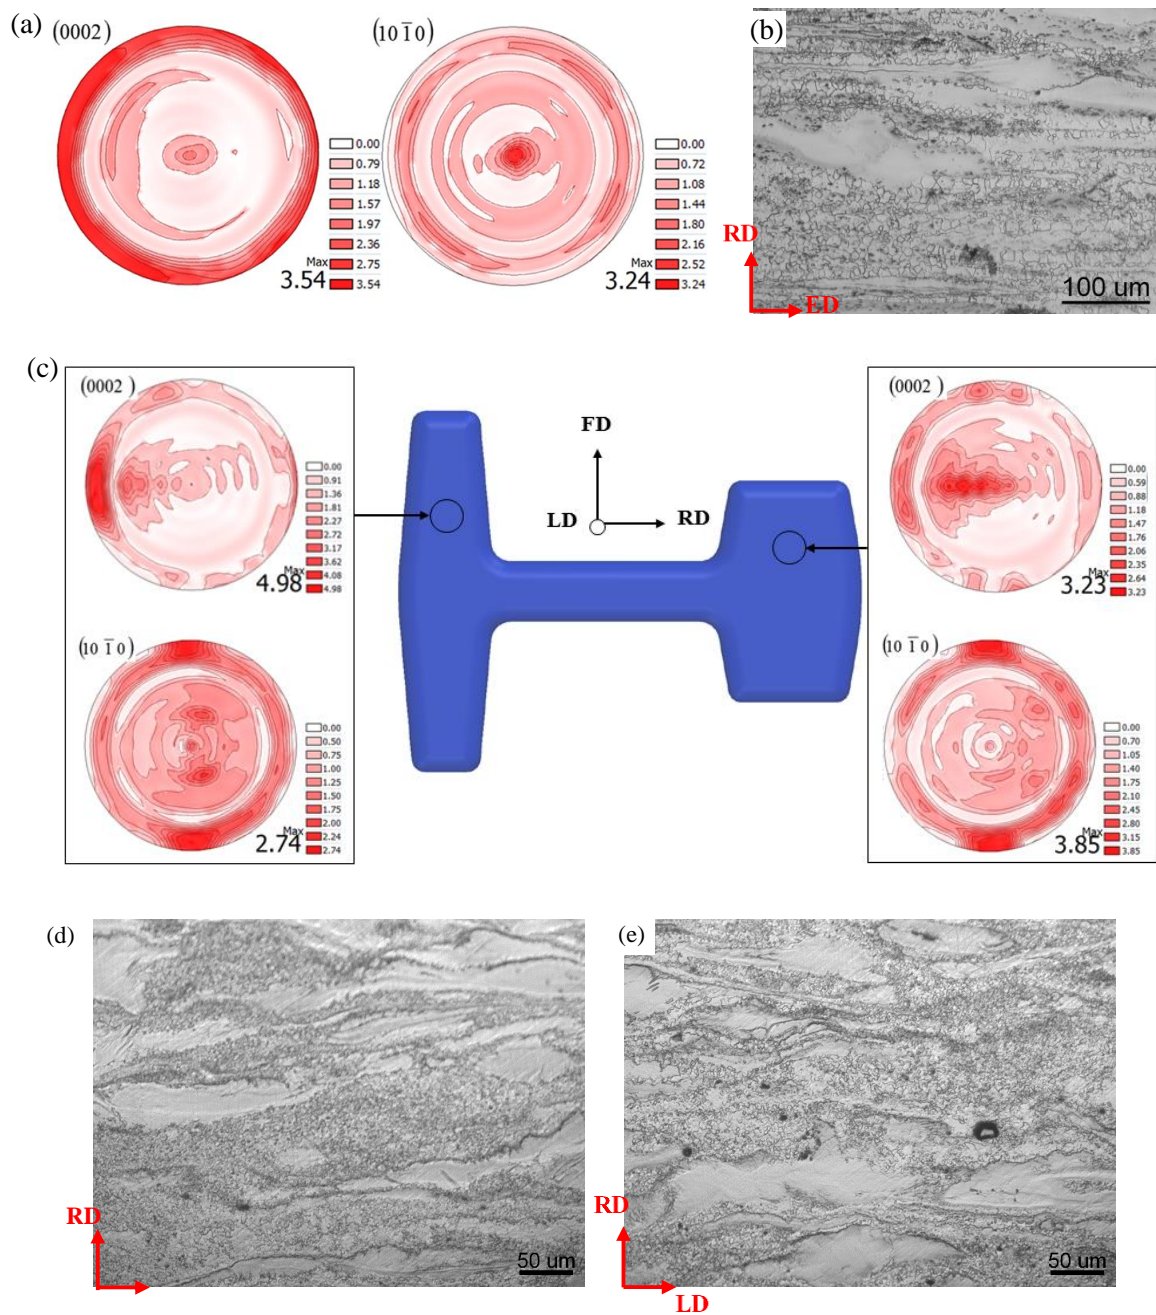 (a)
(0002)
0.00
0.79
1.18
1.57
1.97
2.36
2.75
3.54
Max
3.54
(10 1̅ 0)
0.00
0.72
1.08
1.44
1.80
2.16
2.52
3.24
Max
3.24
(b)
RD
ED
100 um
(c)
(0002 )
0.00
0.91
1.36
1.81
2.27
2.72
3.17
3.62
4.08
4.98
Max
4.98
(10 1̅ 0)
0.00
0.50
0.75
1.00
1.25
1.50
1.75
2.00
2.24
2.74
Max
2.74
FD
LD
RD
(0002 )
0.00
0.59
0.88
1.18
1.47
1.76
2.06
2.35
2.64
3.23
Max
3.23
(10 1̅ 0)
0.00
0.70
1.05
1.40
1.75
2.10
2.45
2.80
3.15
3.85
Max
3.85
(d)
RD
50 um
(e)
RD
LD
50 um